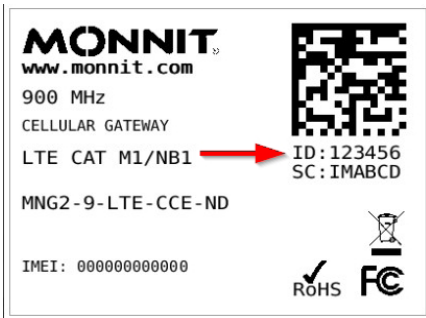 MONNIT®
www.monnit.com
900 MHz
CELLULAR GATEWAY
LTE CAT M1/NB1
ID:123456
SC:IMABCD
MNG2-9-LTE-CCE-ND
IMEI: 000000000000
RoHS
FC